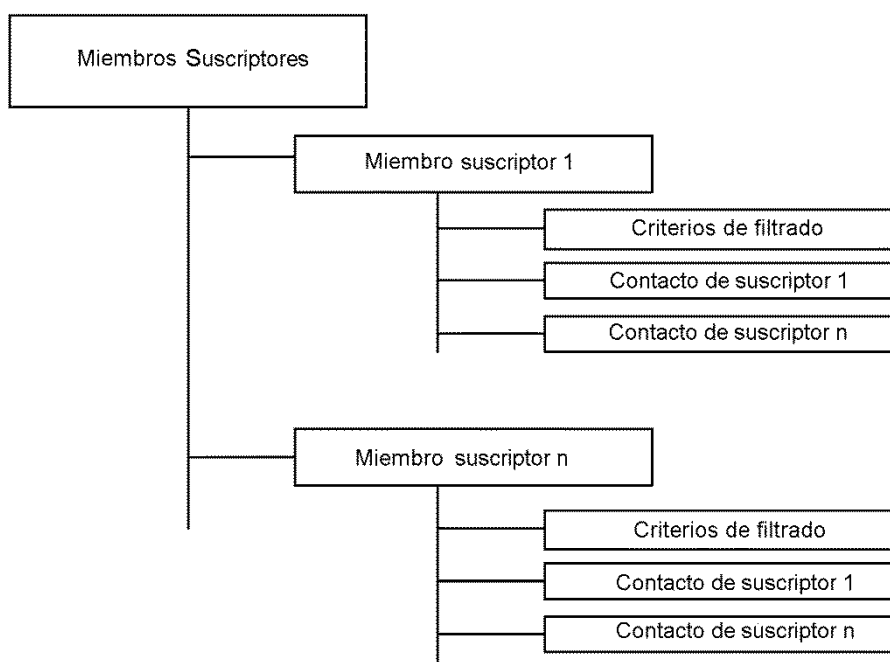 Miembros Suscriptores
Miembro suscriptor 1
Criterios de filtrado
Contacto de suscriptor 1
Contacto de suscriptor n
Miembro suscriptor n
Criterios de filtrado
Contacto de suscriptor 1
Contacto de suscriptor n